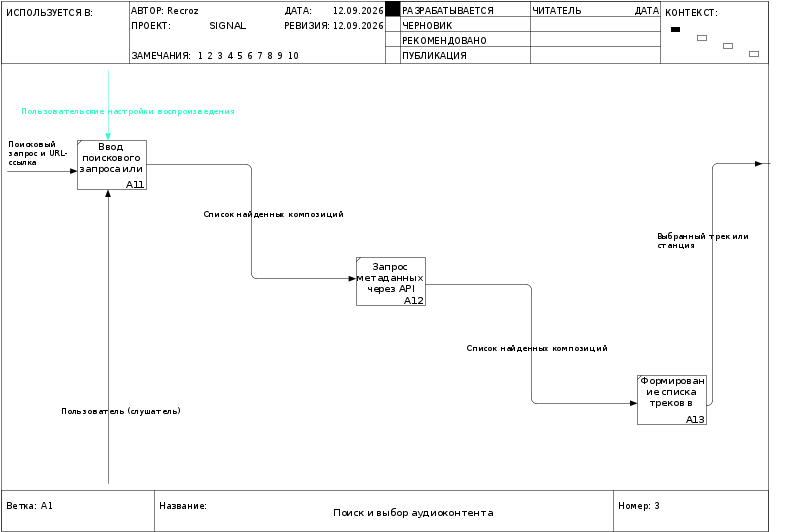 ИСПОЛЬЗУЕТСЯ В:
АВТОР: Recroz ДАТА: 12.09.2026
ПРОЕКТ: SIGNAL РЕВИЗИЯ: 12.09.2026
ЗАМЕЧАНИЯ: 1 2 3 4 5 6 7 8 9 10
РАЗРАБАТЫВАЕТСЯ
ЧЕРНОВИК
РЕКОМЕНДОВАНО
ПУБЛИКАЦИЯ
ЧИТАТЕЛЬ ДАТА
КОНТЕКСТ:
Пользовательские настройки воспроизведения
Поисковый
запрос и URL-
ссылка
Ввод
поискового
запроса или
A11
Список найденных композиций
Выбранный трек или
станция
Запрос
метаданных
через API
A12
Список найденных композиций
Формирован
ие списка
треков в
A13
Пользователь (слушатель)
Ветка: A1
Название:
Поиск и выбор аудиоконтента
Номер: 3